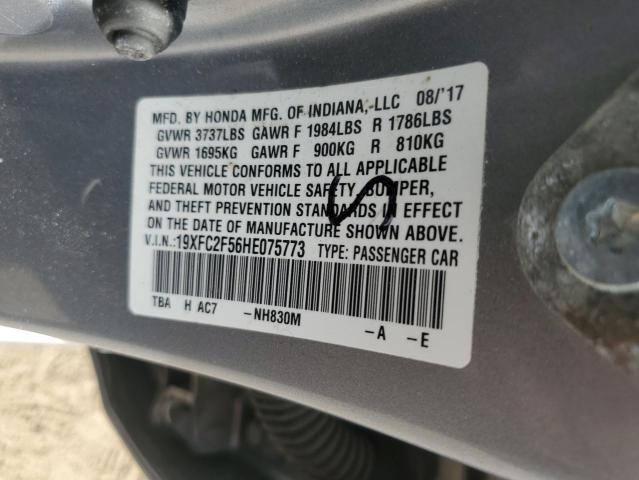 MFD. BY HONDA MFG. OF INDIANA, LLC 08/'17
GVWR 3737LBS GAWR F 1984LBS R 1786LBS
GVWR 1695KG GAWR F 900KG R 810KG
THIS VEHICLE CONFORMS TO ALL APPLICABLE
FEDERAL MOTOR VEHICLE SAFETY, BUMPER,
AND THEFT PREVENTION STANDARDS IN EFFECT
ON THE DATE OF MANUFACTURE SHOWN ABOVE.
V.I.N.: 19XFC2F56HE075773 TYPE: PASSENGER CAR
TBA H AC7 -NH830M -A -E